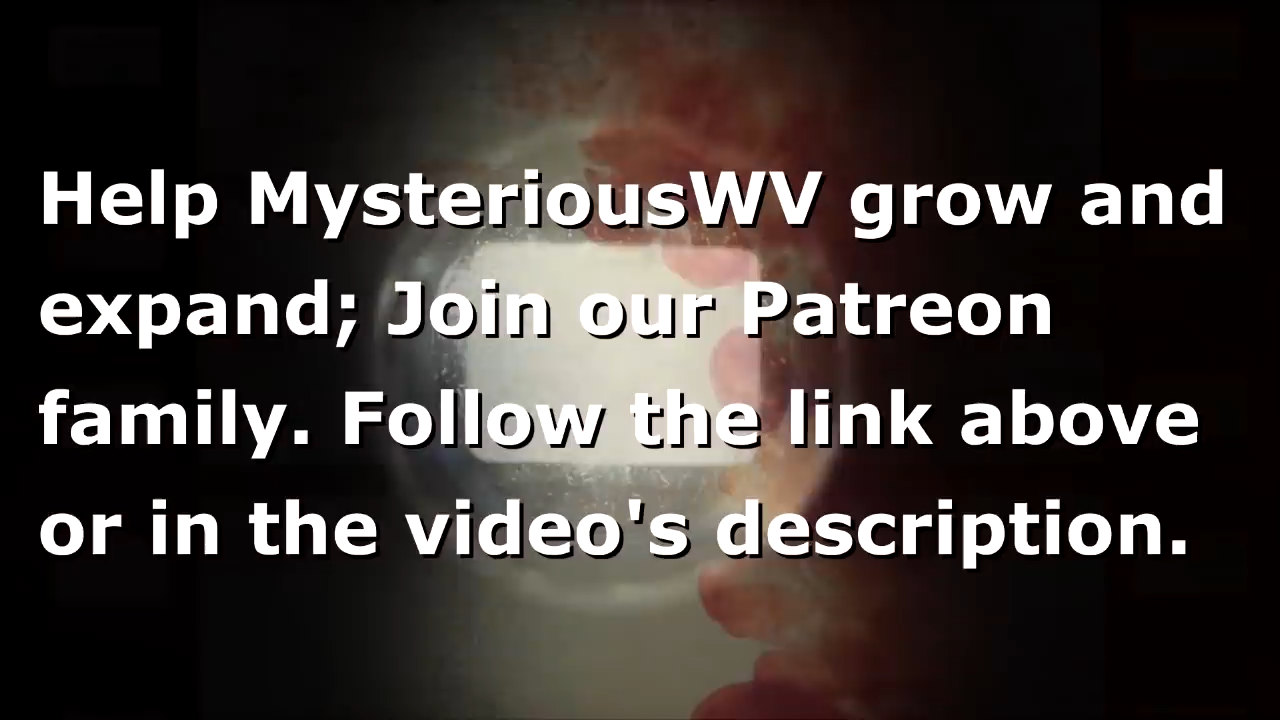 Help MysteriousWV grow and
expand; Join our Patreon
family. Follow the link above
or in the video's description.